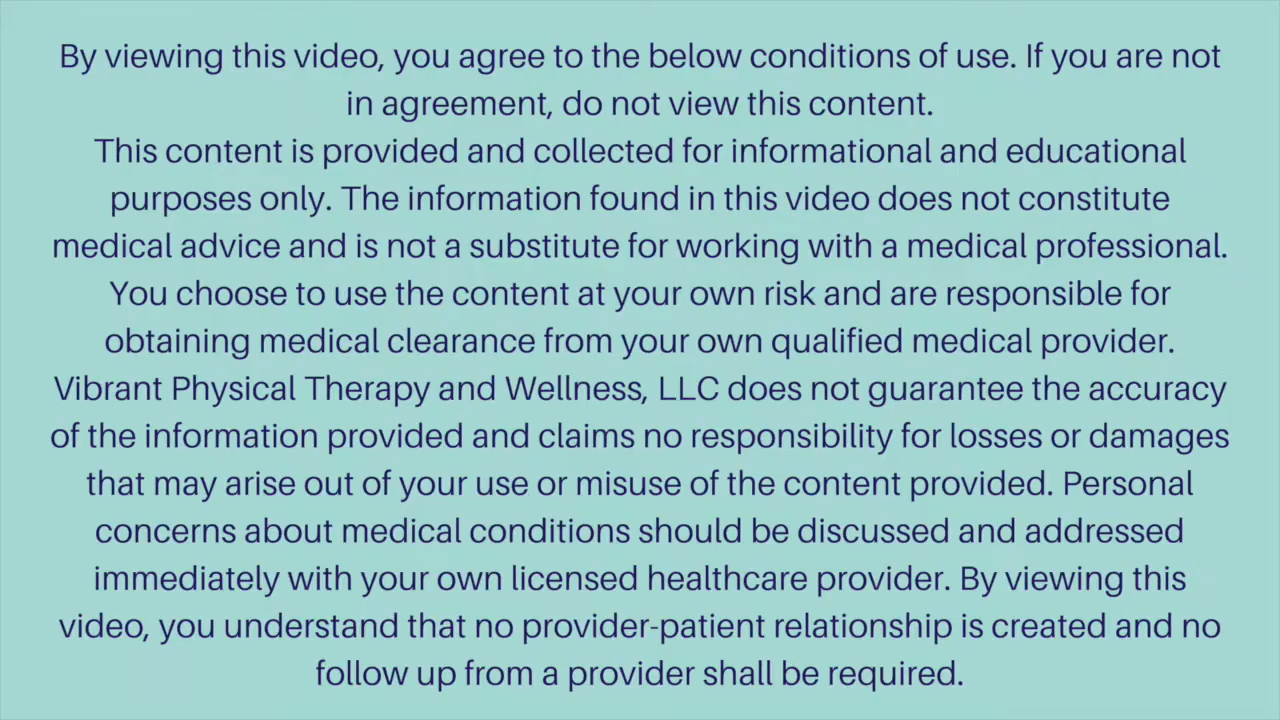 By viewing this video, you agree to the below conditions of use. If you are not
in agreement, do not view this content.
This content is provided and collected for informational and educational
purposes only. The information found in this video does not constitute
medical advice and is not a substitute for working with a medical professional.
You choose to use the content at your own risk and are responsible for
obtaining medical clearance from your own qualified medical provider.
Vibrant Physical Therapy and Wellness, LLC does not guarantee the accuracy
of the information provided and claims no responsibility for losses or damages
that may arise out of your use or misuse of the content provided. Personal
concerns about medical conditions should be discussed and addressed
immediately with your own licensed healthcare provider. By viewing this
video, you understand that no provider-patient relationship is created and no
follow up from a provider shall be required.